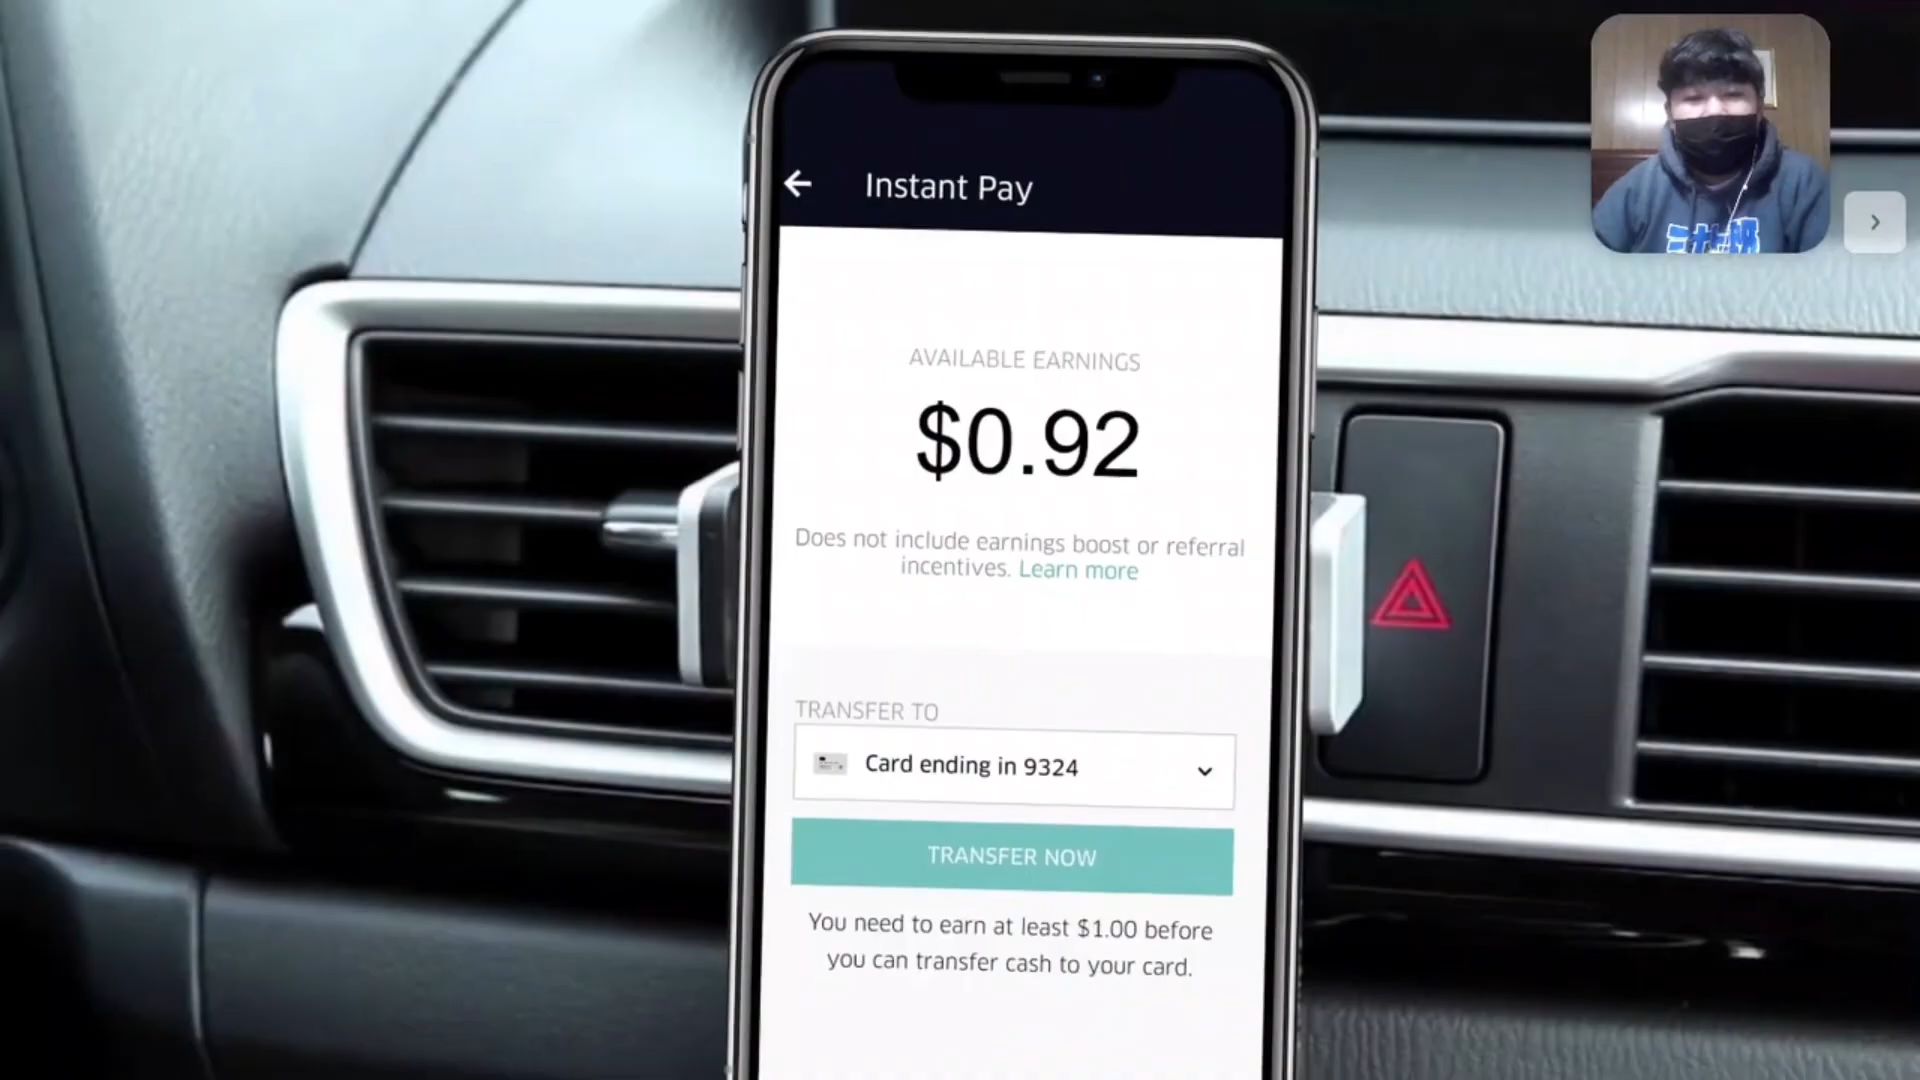 Instant Pay
AVAILABLE EARNINGS
$0.92
Does not include earnings boost or referral
incentives. Learn more
TRANSFER TO
Card ending in 9324
TRANSFER NOW
You need to earn at least $1.00 before
you can transfer cash to your card.